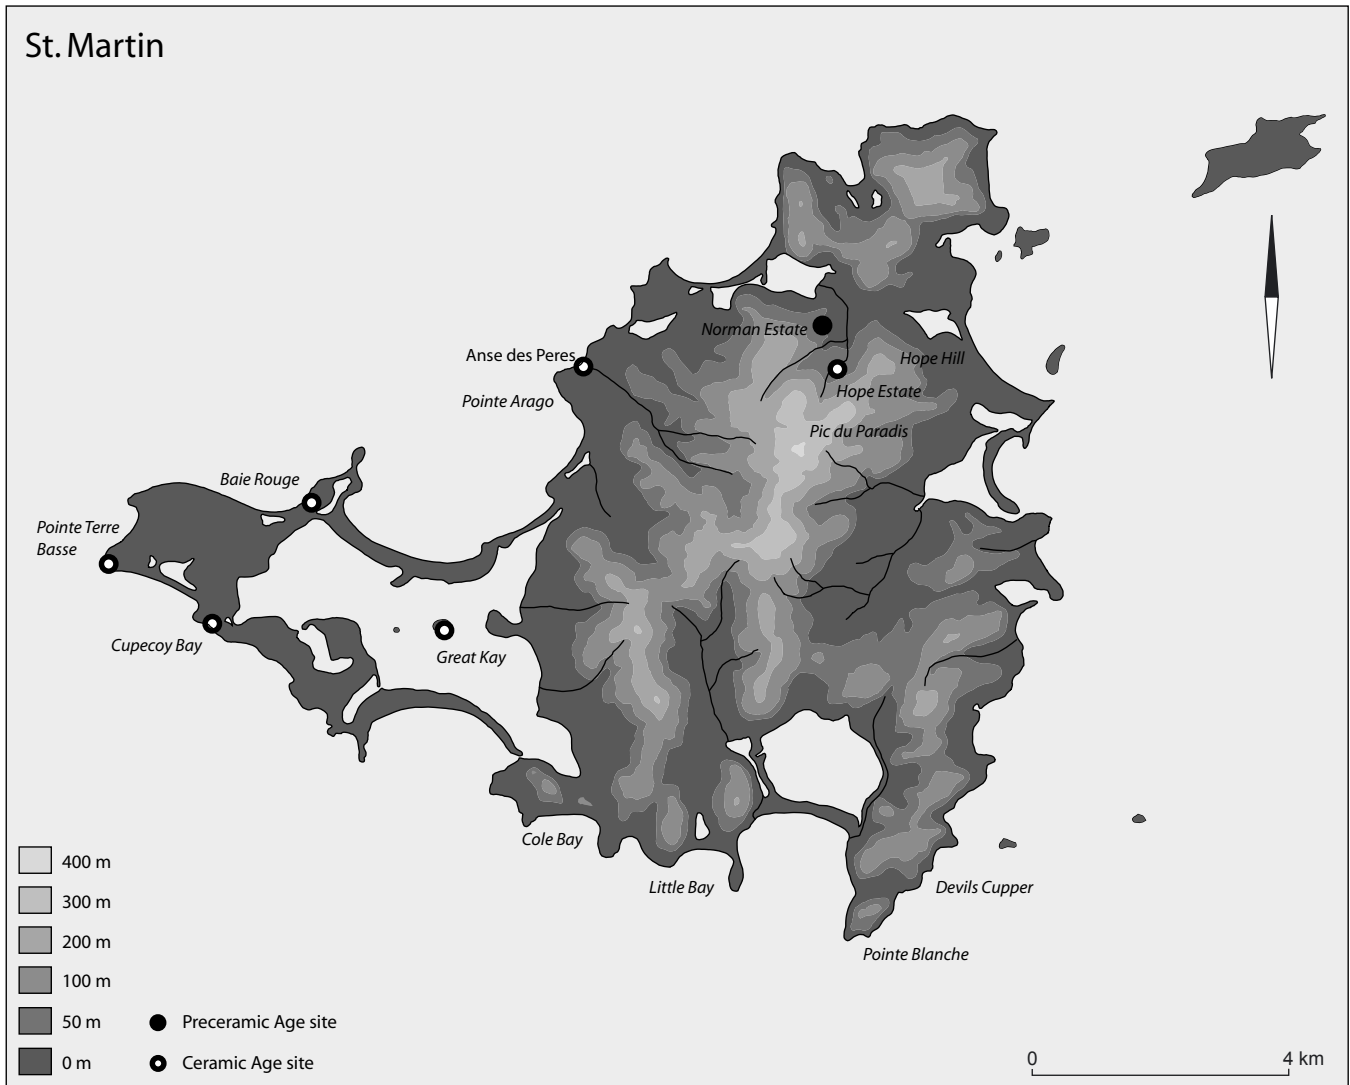 St. Martin
Norman Estate
Hope Hill
Anse des Peres
Hope Estate
Pointe Arago
Pic du Paradis
Baie Rouge
Pointe Terre
Basse
Cupecoy Bay
Great Kay
Cole Bay
Little Bay
Devils Cupper
Pointe Blanche
400 m
300 m
200 m
100 m
50 m
0 m
Preceramic Age site
Ceramic Age site
0 4 km